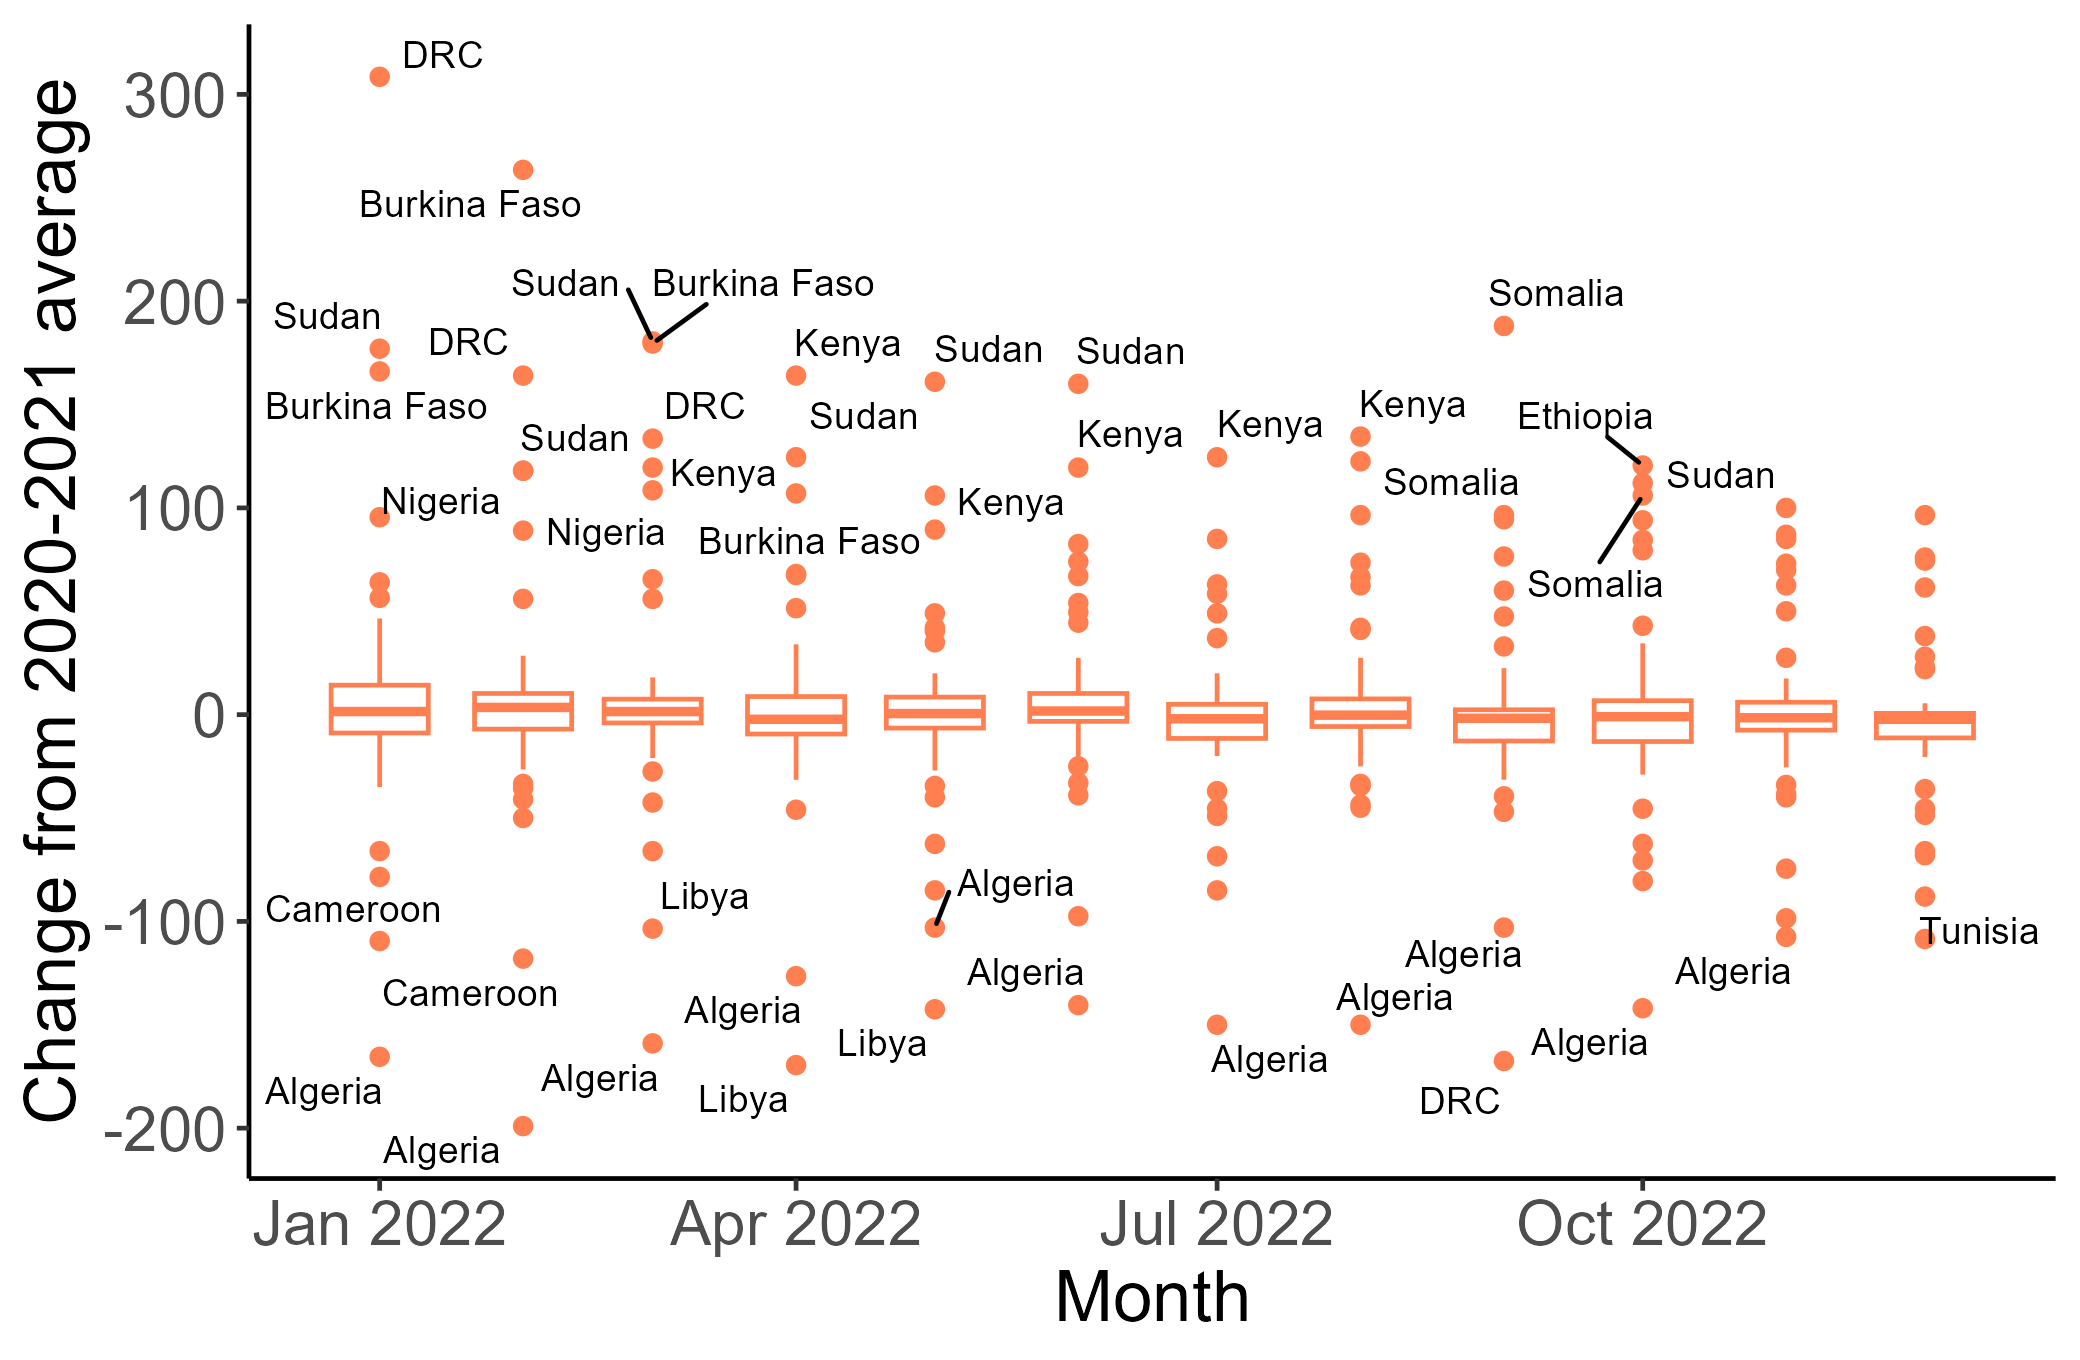 Change from 2020-2021 average
300
200
100
0
-100
-200
DRC
Burkina Faso
Sudan
Burkina Faso
Somalia
Sudan
DRC
Kenya
Sudan
Sudan
Burkina Faso
DRC
Sudan
Kenya
Kenya
Kenya
Ethiopia
Sudan
Nigeria
Kenya
Kenya
Somalia
Sudan
Nigeria
Burkina Faso
Somalia
Cameroon
Libya
Algeria
Tunisia
Cameroon
Algeria
Algeria
Algeria
Algeria
Algeria
Algeria
Algeria
Libya
Algeria
Algeria
Libya
DRC
Algeria
Jan 2022
Apr 2022
Jul 2022
Oct 2022
Month